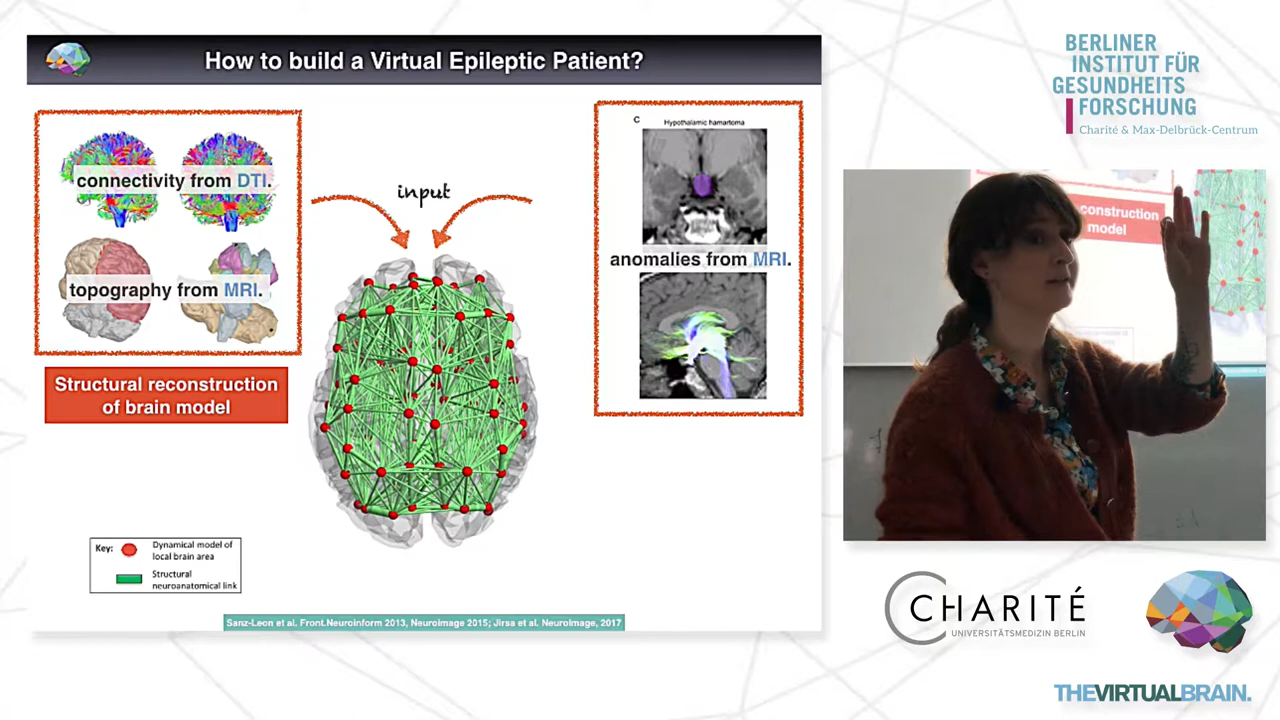 How to build a Virtual Epileptic Patient?
connectivity from DTI.
topography from MRI.
Structural reconstruction
of brain model
input
C
Hypothalamic hamartoma
anomalies from MRI.
Key:
Dynamical model of
local brain area
Structural
neuroanatomical link
Sanz-Leon et al. Front.Neuroinform 2013, Neuroimage 2015; Jirsa et al. NeuroImage, 2017
BERLINER
INSTITUT FÜR
GESUNDHEITS
FORSCHUNG
Charité & Max-Delbrück-Centrum
construction
model
CHARITÉ
UNIVERSITÄTSMEDIZIN BERLIN
THEVIRTUALBRAIN.